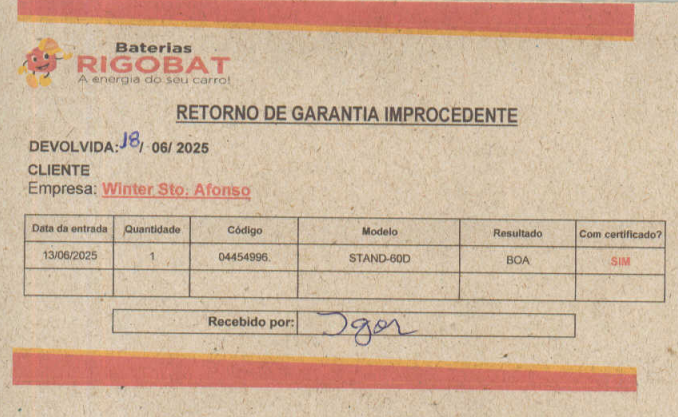 Baterias
RIGOBAT
A energia do seu carro!
RETORNO DE GARANTIA IMPROCEDENTE
DEVOLVIDA: 18/ 06/ 2025
CLIENTE
Empresa: Winter Sto. Afonso
Data da entrada Quantidade Código Modelo Resultado Com certificado?
13/06/2025 1 04454996. STAND-60D BOA SIM
Recebido por: Igor